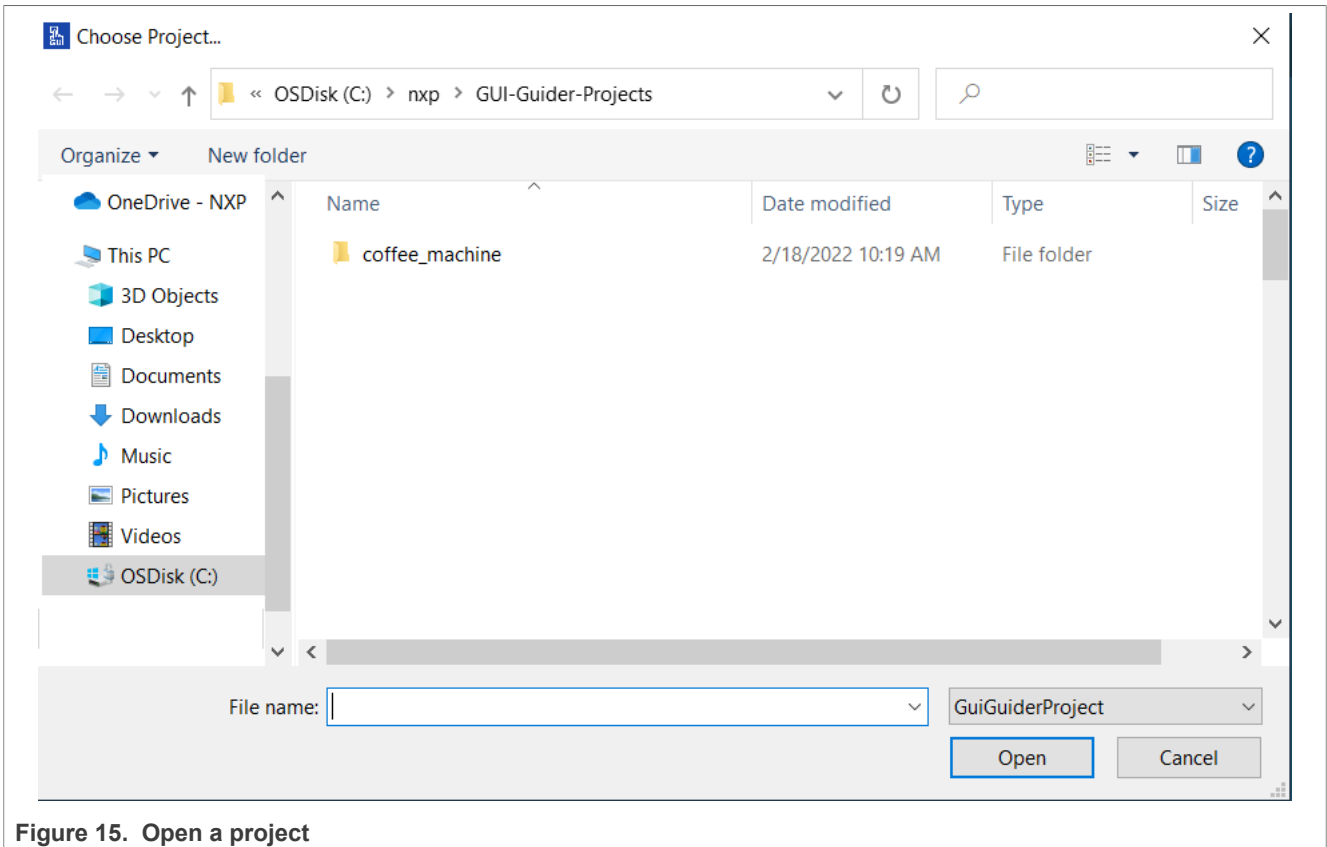 Choose Project...
« OSDisk (C:) > nxp > GUI-Guider-Projects
Organize New folder
OneDrive - NXP
Name Date modified Type Size
This PC
coffee_machine 2/18/2022 10:19 AM File folder
3D Objects
Desktop
Documents
Downloads
Music
Pictures
Videos
OSDisk (C:)
File name: GuiGuiderProject
Open Cancel
Figure 15. Open a project